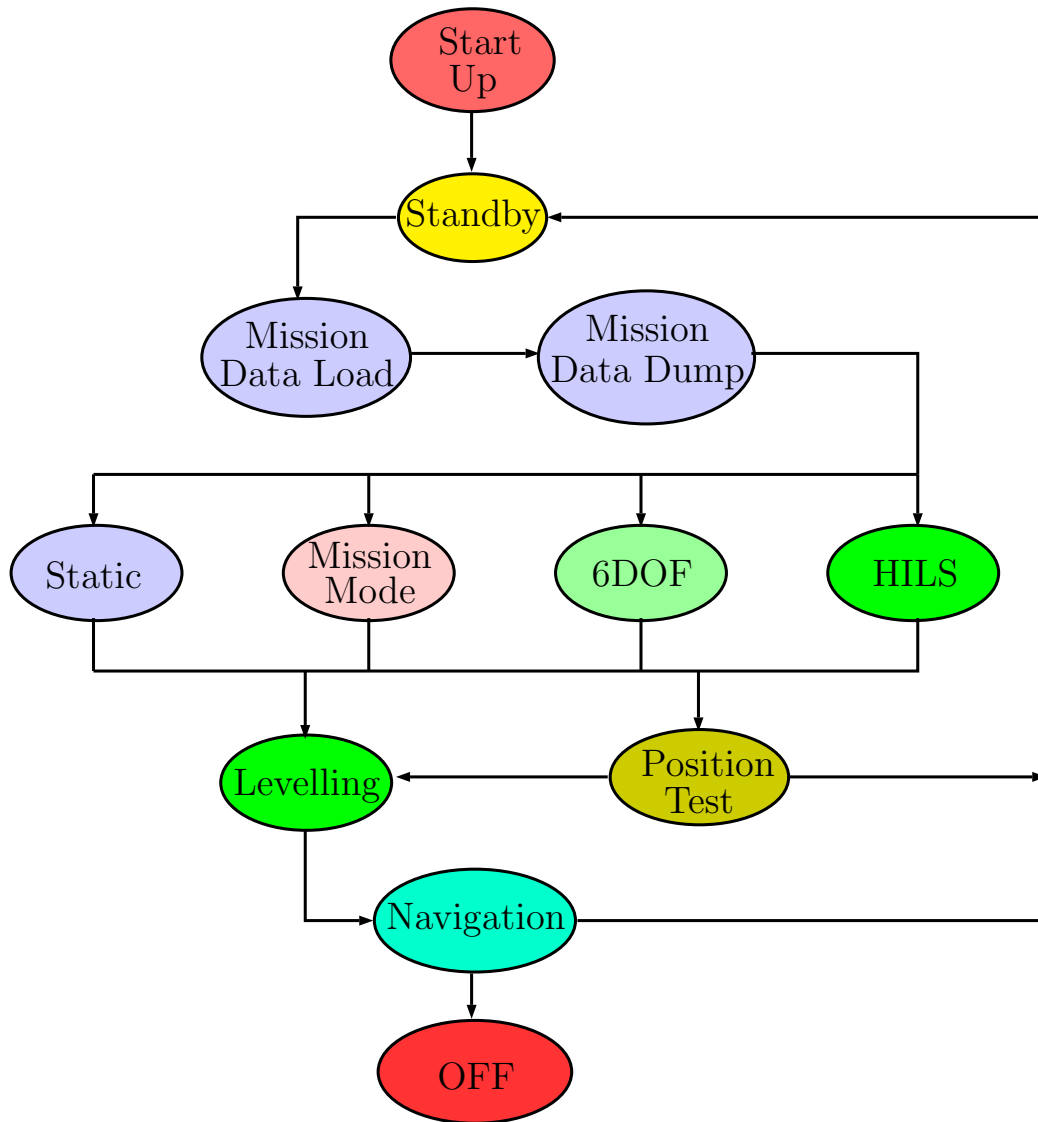 Start
Up
Standby
Mission
Data Load
Mission
Data Dump
Static
Mission
Mode
6DOF
HILS
Levelling
Position
Test
Navigation
OFF